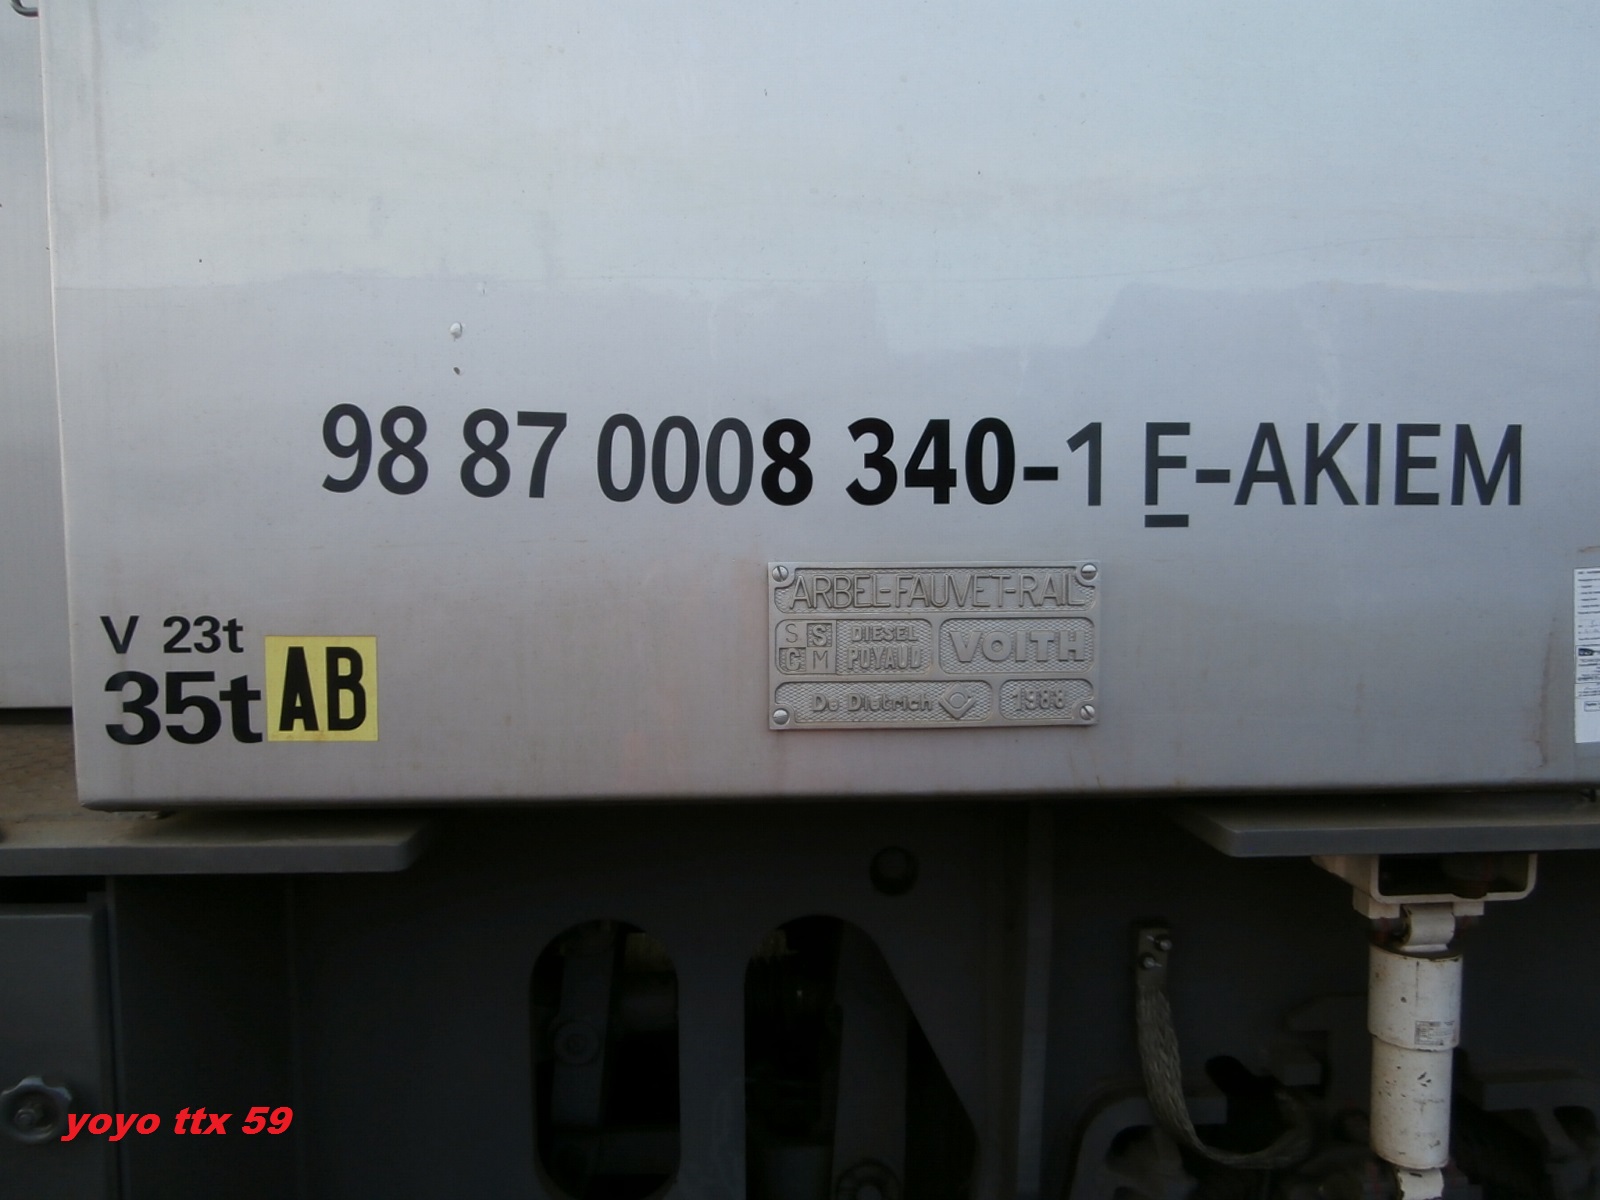 98 87 0008 340-1 F-AKIEM
ARBEL-FAUVET-RAIL
S S DIESEL VOITH
C M POYAUD
De Dietrich 1988
V 23t
35t AB
yoyo ttx 59